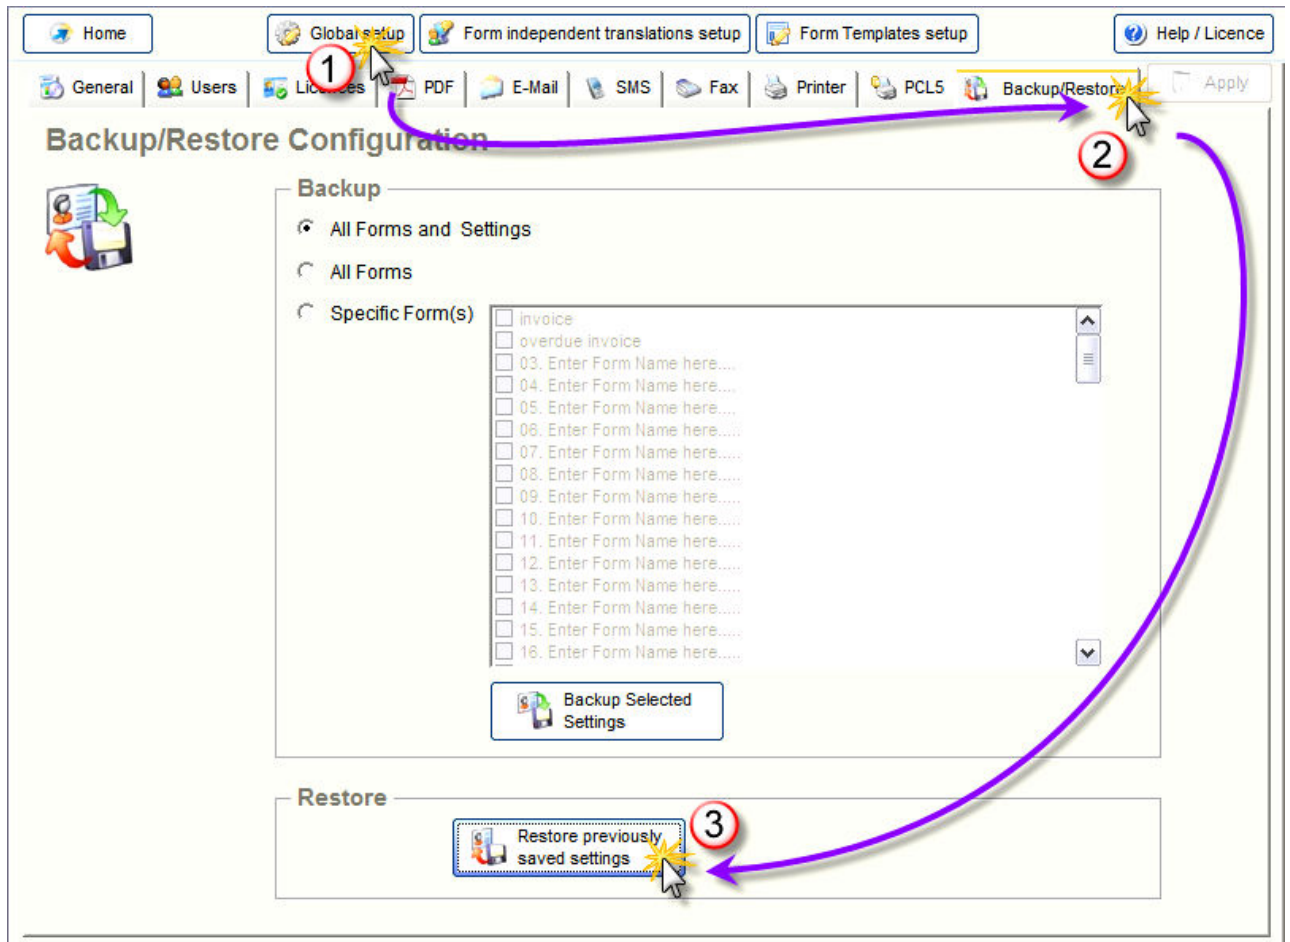 Home
Global setup
Form independent translations setup
Form Templates setup
Help / Licence
General
Users
Licences
PDF
E-Mail
SMS
Fax
Printer
PCL5
Backup/Restore
Apply
1
2
Backup/Restore Configuration
Backup
All Forms and Settings
All Forms
Specific Form(s)
invoice
overdue invoice
03. Enter Form Name here....
04. Enter Form Name here....
05. Enter Form Name here....
06. Enter Form Name here.....
07. Enter Form Name here.....
08. Enter Form Name here.....
09. Enter Form Name here.....
10. Enter Form Name here.....
11. Enter Form Name here.....
12. Enter Form Name here.....
13. Enter Form Name here.....
14. Enter Form Name here.....
15. Enter Form Name here.....
16. Enter Form Name here.....
Backup Selected
Settings
Restore
Restore previously
saved settings
3